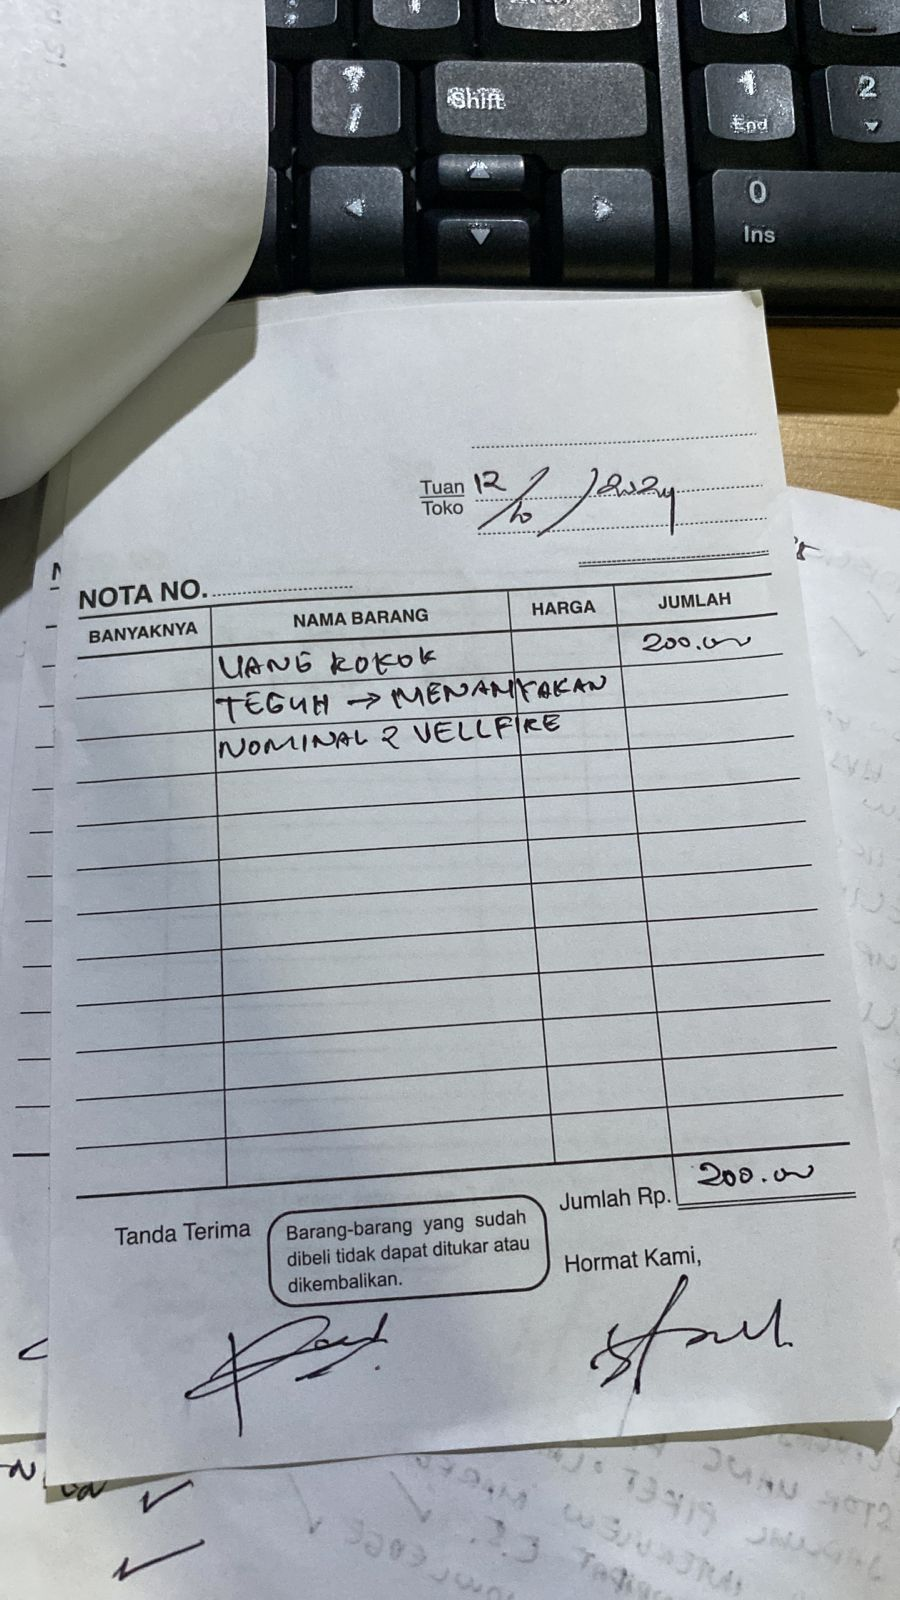 Shift
1
End
2
0
Ins
Tuan 12/10/2024
Toko
NOTA NO.
BANYAKNYA NAMA BARANG HARGA JUMLAH
UANG ROKOK 200.000
TEGUH → MENANYAKAN
NOMINAL 2 VELLFIRE
Jumlah Rp. 200.000
Tanda Terima
Barang-barang yang sudah
dibeli tidak dapat ditukar atau
dikembalikan.
Hormat Kami,